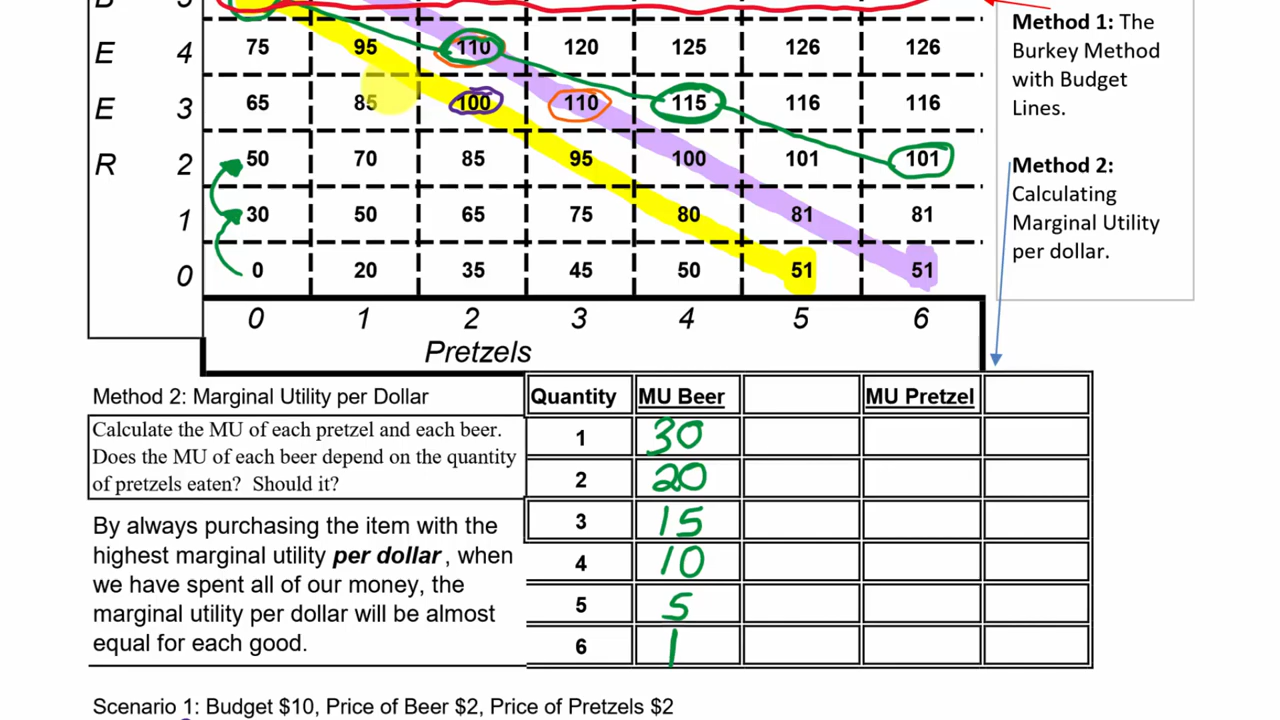 E 4 75 95 110 120 125 126 126
E 3 65 85 100 110 115 116 116
R 2 50 70 85 95 100 101 101
1 30 50 65 75 80 81 81
0 0 20 35 45 50 51 51
0 1 2 3 4 5 6
Pretzels
Method 1: The
Burkey Method
with Budget
Lines.
Method 2:
Calculating
Marginal Utility
per dollar.
Method 2: Marginal Utility per Dollar
Calculate the MU of each pretzel and each beer.
Does the MU of each beer depend on the quantity
of pretzels eaten? Should it?
By always purchasing the item with the
highest marginal utility per dollar, when
we have spent all of our money, the
marginal utility per dollar will be almost
equal for each good.
Quantity MU Beer MU Pretzel
1 30
2 20
3 15
4 10
5 5
6 1
Scenario 1: Budget $10, Price of Beer $2, Price of Pretzels $2